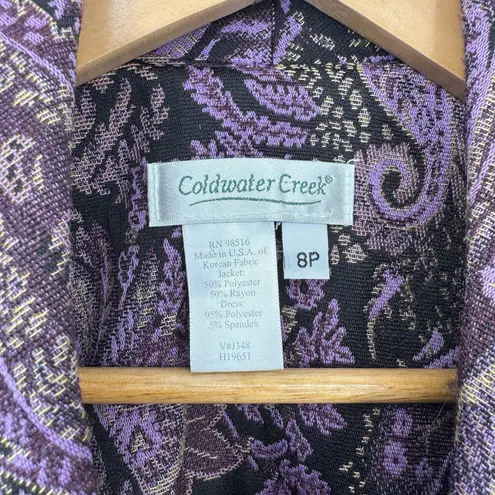 Coldwater Creek®
RN 98516
Made in U.S.A. of
Korean Fabric
Jacket:
50% Polyester
50% Rayon
Dress:
95% Polyester
5% Spandex
V#J348
H19651
8P